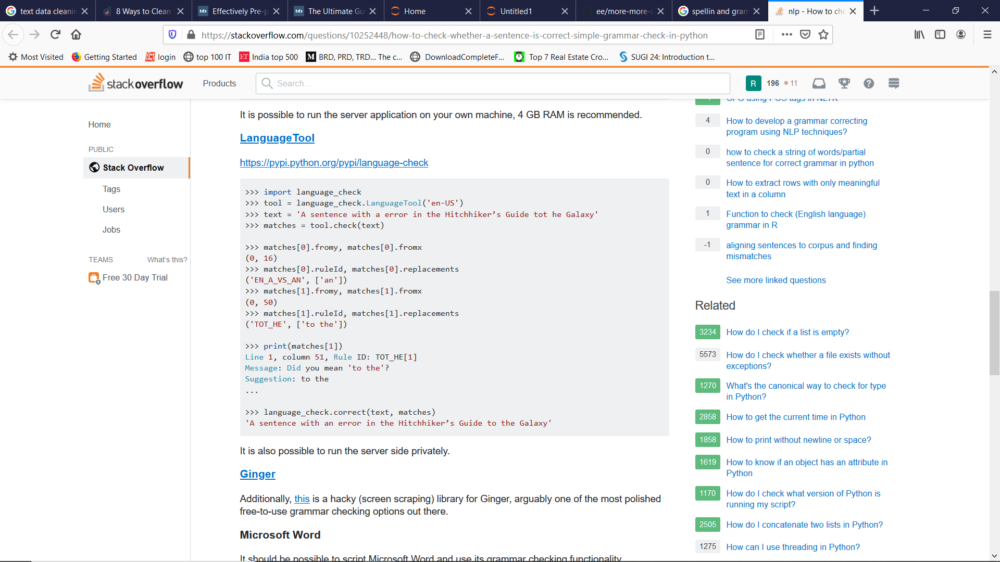 text data cleanin
8 Ways to Clean
tds Effectively Pre-p
tds The Ultimate Gu
Home
Untitled1
ee/more-more-u
spellin and gram
nlp - How to che
https://stackoverflow.com/questions/10252448/how-to-check-whether-a-sentence-is-correct-simple-grammar-check-in-python
Most Visited
Getting Started
login
top 100 IT
ET India top 500
M BRD, PRD, TRD... The c...
DownloadCompleteF...
Top 7 Real Estate Cro...
SUGI 24: Introduction t...
stackoverflow
Products
Search...
R 196 11
Home
PUBLIC
Stack Overflow
Tags
Users
Jobs
TEAMS What's this?
Free 30 Day Trial
It is possible to run the server application on your own machine, 4 GB RAM is recommended.
LanguageTool
https://pypi.python.org/pypi/language-check
>>> import language_check
>>> tool = language_check.LanguageTool('en-US')
>>> text = 'A sentence with a error in the Hitchhiker’s Guide tot he Galaxy'
>>> matches = tool.check(text)
>>> matches[0].fromy, matches[0].fromx
(0, 16)
>>> matches[0].ruleId, matches[0].replacements
('EN_A_VS_AN', ['an'])
>>> matches[1].fromy, matches[1].fromx
(0, 50)
>>> matches[1].ruleId, matches[1].replacements
('TOT_HE', ['to the'])
>>> print(matches[1])
Line 1, column 51, Rule ID: TOT_HE[1]
Message: Did you mean 'to the'?
Suggestion: to the
...
>>> language_check.correct(text, matches)
'A sentence with an error in the Hitchhiker’s Guide to the Galaxy'
It is also possible to run the server side privately.
Ginger
Additionally, this is a hacky (screen scraping) library for Ginger, arguably one of the most polished
free-to-use grammar checking options out there.
Microsoft Word
It should be possible to script Microsoft Word and use its grammar checking functionality.
CFG using POS tags in NLTK
4 How to develop a grammar correcting
program using NLP techniques?
0 how to check a string of words/partial
sentence for correct grammar in python
0 How to extract rows with only meaningful
text in a column
1 Function to check (English language)
grammar in R
-1 aligning sentences to corpus and finding
mismatches
See more linked questions
Related
3234 How do I check if a list is empty?
5573 How do I check whether a file exists without
exceptions?
1270 What's the canonical way to check for type
in Python?
2858 How to get the current time in Python
1858 How to print without newline or space?
1619 How to know if an object has an attribute in
Python
1170 How do I check what version of Python is
running my script?
2505 How do I concatenate two lists in Python?
1275 How can I use threading in Python?